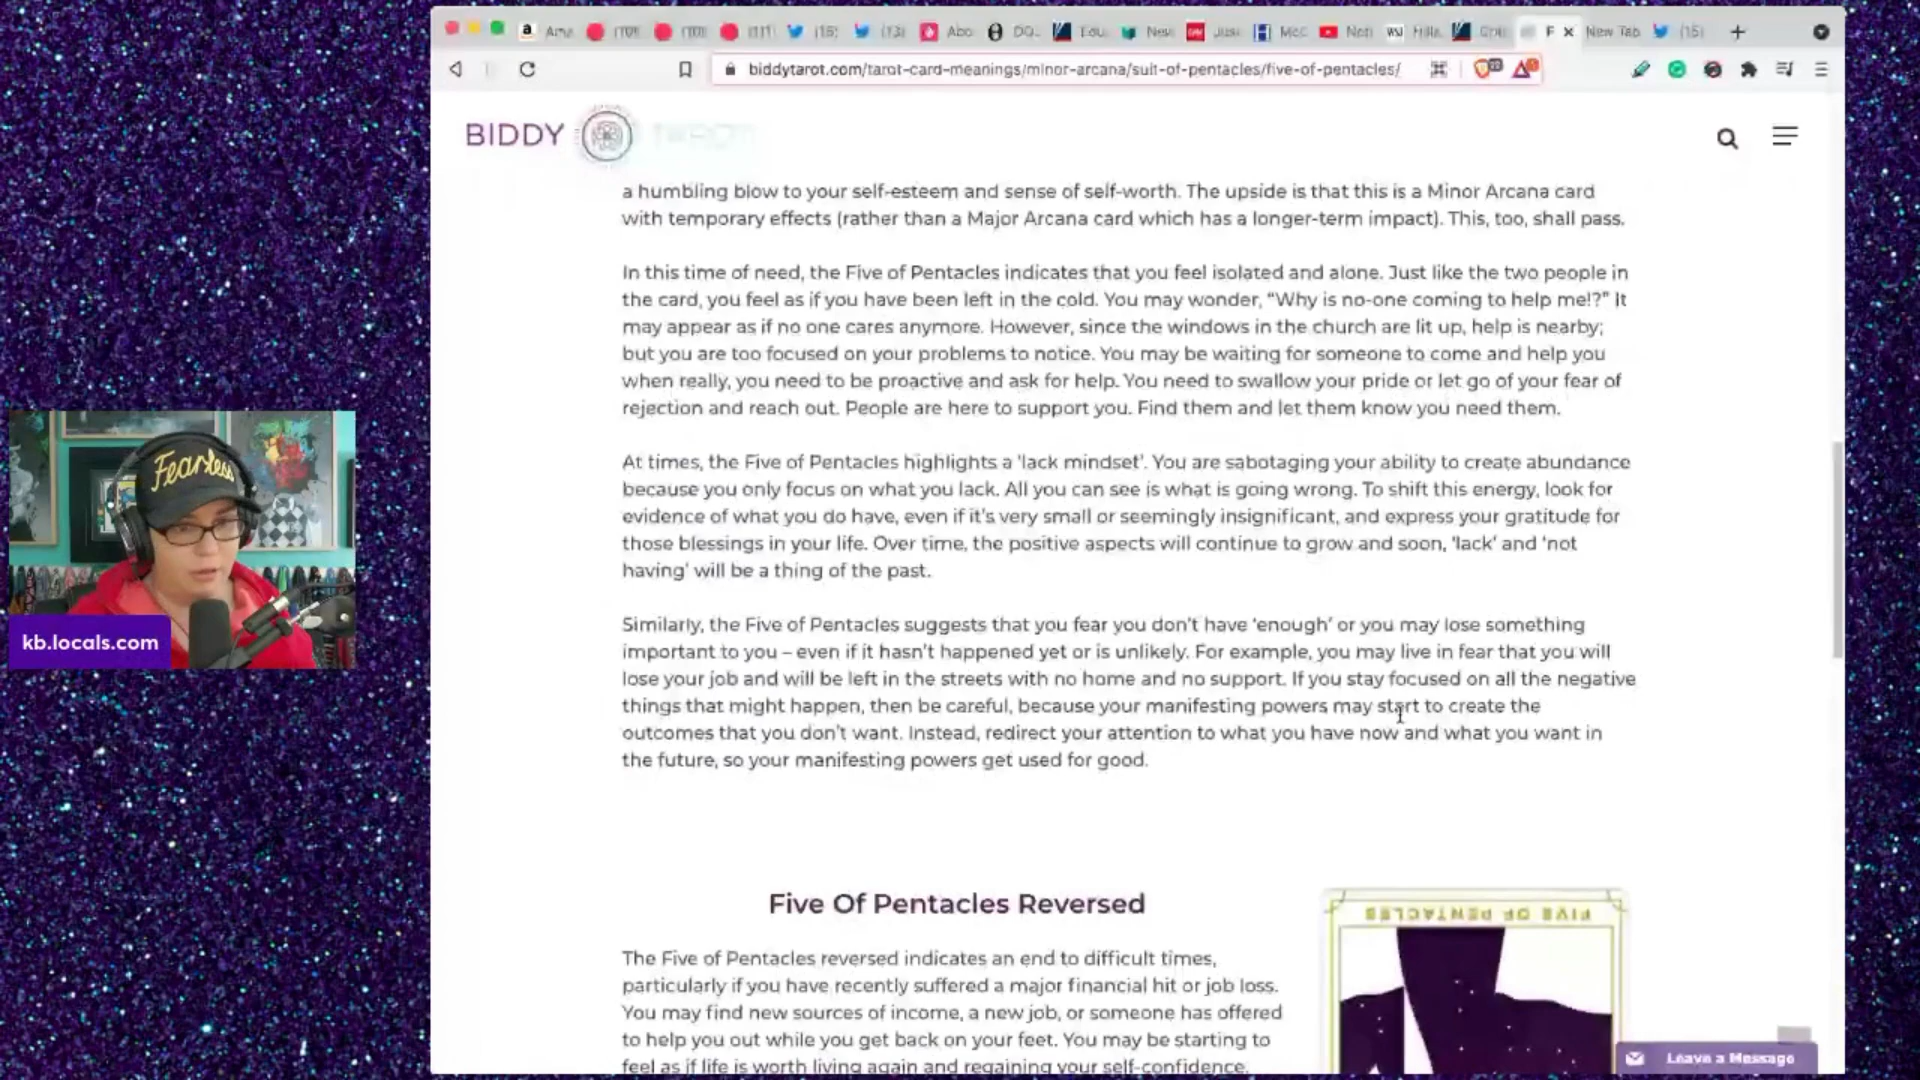 biddytarot.com/tarot-card-meanings/minor-arcana/suit-of-pentacles/five-of-pentacles/
New Tab
BIDDY TAROT
a humbling blow to your self-esteem and sense of self-worth. The upside is that this is a Minor Arcana card
with temporary effects (rather than a Major Arcana card which has a longer-term impact). This, too, shall pass.
In this time of need, the Five of Pentacles indicates that you feel isolated and alone. Just like the two people in
the card, you feel as if you have been left in the cold. You may wonder, “Why is no-one coming to help me!?” It
may appear as if no one cares anymore. However, since the windows in the church are lit up, help is nearby;
but you are too focused on your problems to notice. You may be waiting for someone to come and help you
when really, you need to be proactive and ask for help. You need to swallow your pride or let go of your fear of
rejection and reach out. People are here to support you. Find them and let them know you need them.
At times, the Five of Pentacles highlights a ‘lack mindset’. You are sabotaging your ability to create abundance
because you only focus on what you lack. All you can see is what is going wrong. To shift this energy, look for
evidence of what you do have, even if it’s very small or seemingly insignificant, and express your gratitude for
those blessings in your life. Over time, the positive aspects will continue to grow and soon, ‘lack’ and ‘not
having’ will be a thing of the past.
Similarly, the Five of Pentacles suggests that you fear you don’t have ‘enough’ or you may lose something
important to you – even if it hasn’t happened yet or is unlikely. For example, you may live in fear that you will
lose your job and will be left in the streets with no home and no support. If you stay focused on all the negative
things that might happen, then be careful, because your manifesting powers may start to create the
outcomes that you don’t want. Instead, redirect your attention to what you have now and what you want in
the future, so your manifesting powers get used for good.
Five Of Pentacles Reversed
The Five of Pentacles reversed indicates an end to difficult times,
particularly if you have recently suffered a major financial hit or job loss.
You may find new sources of income, a new job, or someone has offered
to help you out while you get back on your feet. You may be starting to
feel as if life is worth living again and regaining your self-confidence.
FIVE OF PENTACLES
Leave a Message
Fearless
kb.locals.com